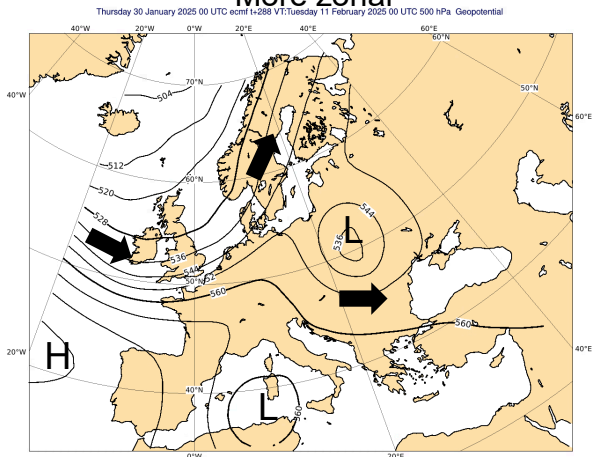 More zonal
Thursday 30 January 2025 00 UTC ecmf t+288 VT:Tuesday 11 February 2025 00 UTC 500 hPa Geopotential
40°W 20°W 0°W 20°E 40°E 60°E
60°N
70°N
50°N
40°W
504
60°E
512
60°N
520
528
544
L
536
536
544
552
50°N
560
560
20°W
H
40°E
40°N
L
560
0°W
20°E